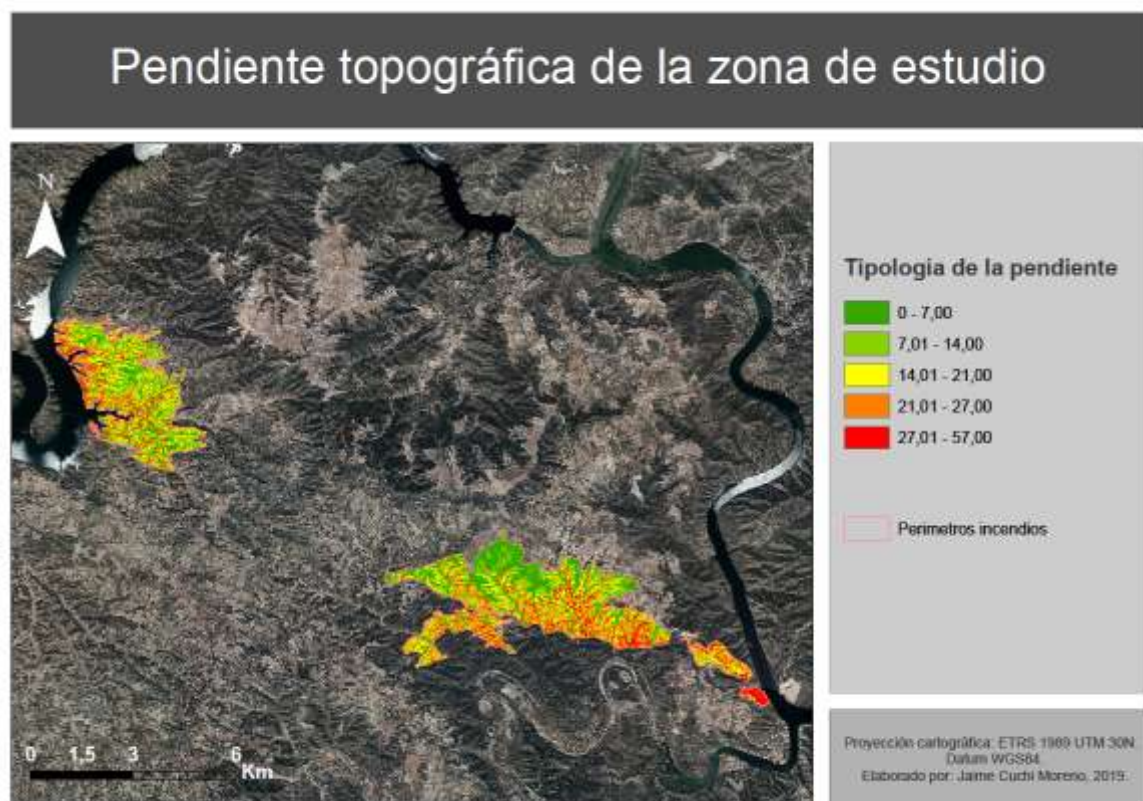 Pendiente topográfica de la zona de estudio
N
Tipologia de la pendiente
0 - 7,00
7,01 - 14,00
14,01 - 21,00
21,01 - 27,00
27,01 - 57,00
Perimetros incendios
0 1,5 3 6
Km
Proyección cartográfica: ETRS 1989 UTM 30N.
Datum WGS84.
Elaborado por: Jaime Cuchi Moreno, 2019.